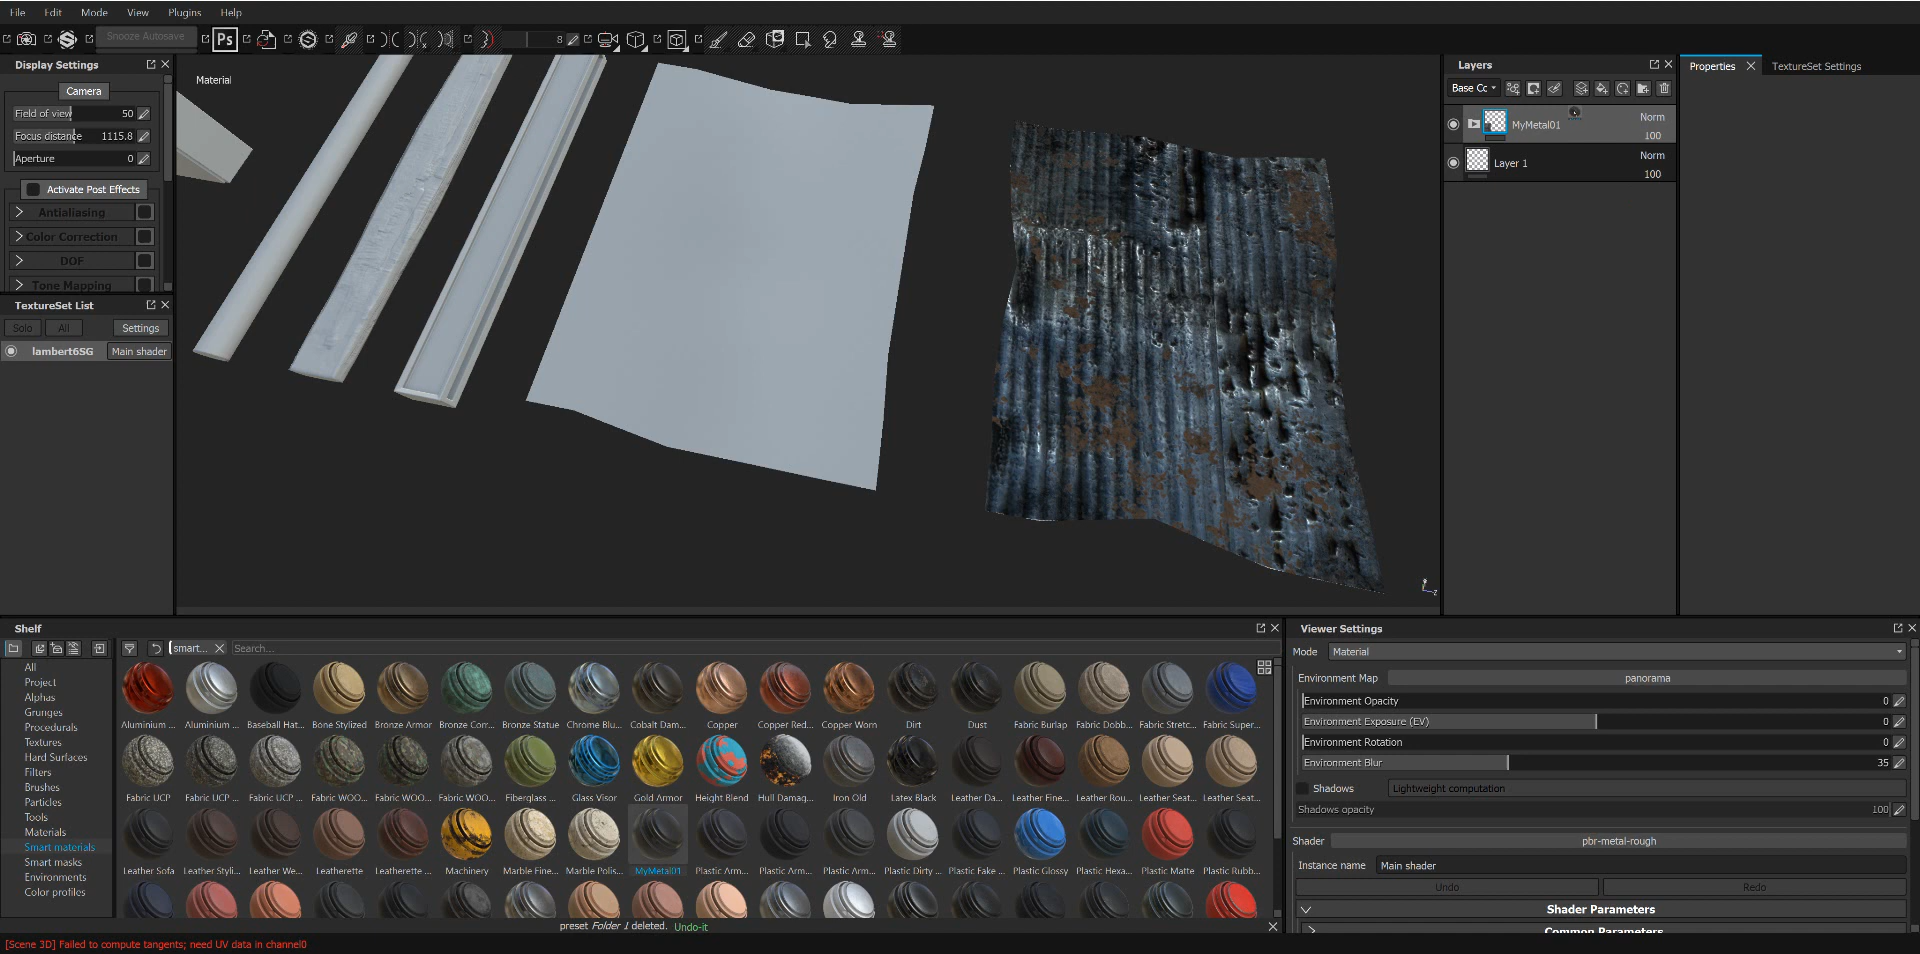 File Edit Mode View Plugins Help
Snooze Autosave
Ps
8
Display Settings
Camera
Field of view 50
Focus distance 1115.8
Aperture 0
Activate Post Effects
Antialiasing
Color Correction
DOF
Tone Mapping
TextureSet List
Solo All Settings
lambert6SG Main shader
Material
Layers
Base Cc
MyMetal01 Norm
100
Layer 1 Norm
100
Properties TextureSet Settings
Shelf
smart... Search...
All
Project
Alphas
Grunges
Procedurals
Textures
Hard Surfaces
Filters
Brushes
Particles
Tools
Materials
Smart materials
Smart masks
Environments
Color profiles
Aluminium ... Aluminium ... Baseball Hat... Bone Stylized Bronze Armor Bronze Corr... Bronze Statue Chrome Blu... Cobalt Dam... Copper Copper Red... Copper Worn Dirt Dust Fabric Burlap Fabric Dobb... Fabric Stretc... Fabric Super...
Fabric UCP Fabric UCP ... Fabric UCP ... Fabric WOO... Fabric WOO... Fabric WOO... Fiberglass ... Glass Visor Gold Armor Height Blend Hull Damag... Iron Old Latex Black Leather Da... Leather Fine... Leather Rou... Leather Seat... Leather Seat...
Leather Sofa Leather Styli... Leather We... Leatherette Leatherette ... Machinery Marble Fine... Marble Polis... MyMetal01 Plastic Arm... Plastic Arm... Plastic Arm... Plastic Dirty ... Plastic Fake ... Plastic Glossy Plastic Hexa... Plastic Matte Plastic Rubb...
preset Folder 1 deleted. Undo-it
Viewer Settings
Mode Material
Environment Map panorama
Environment Opacity 0
Environment Exposure (EV) 0
Environment Rotation 0
Environment Blur 35
Shadows Lightweight computation
Shadows opacity 100
Shader pbr-metal-rough
Instance name Main shader
Undo Redo
Shader Parameters
Common Parameters
[Scene 3D] Failed to compute tangents; need UV data in channel0